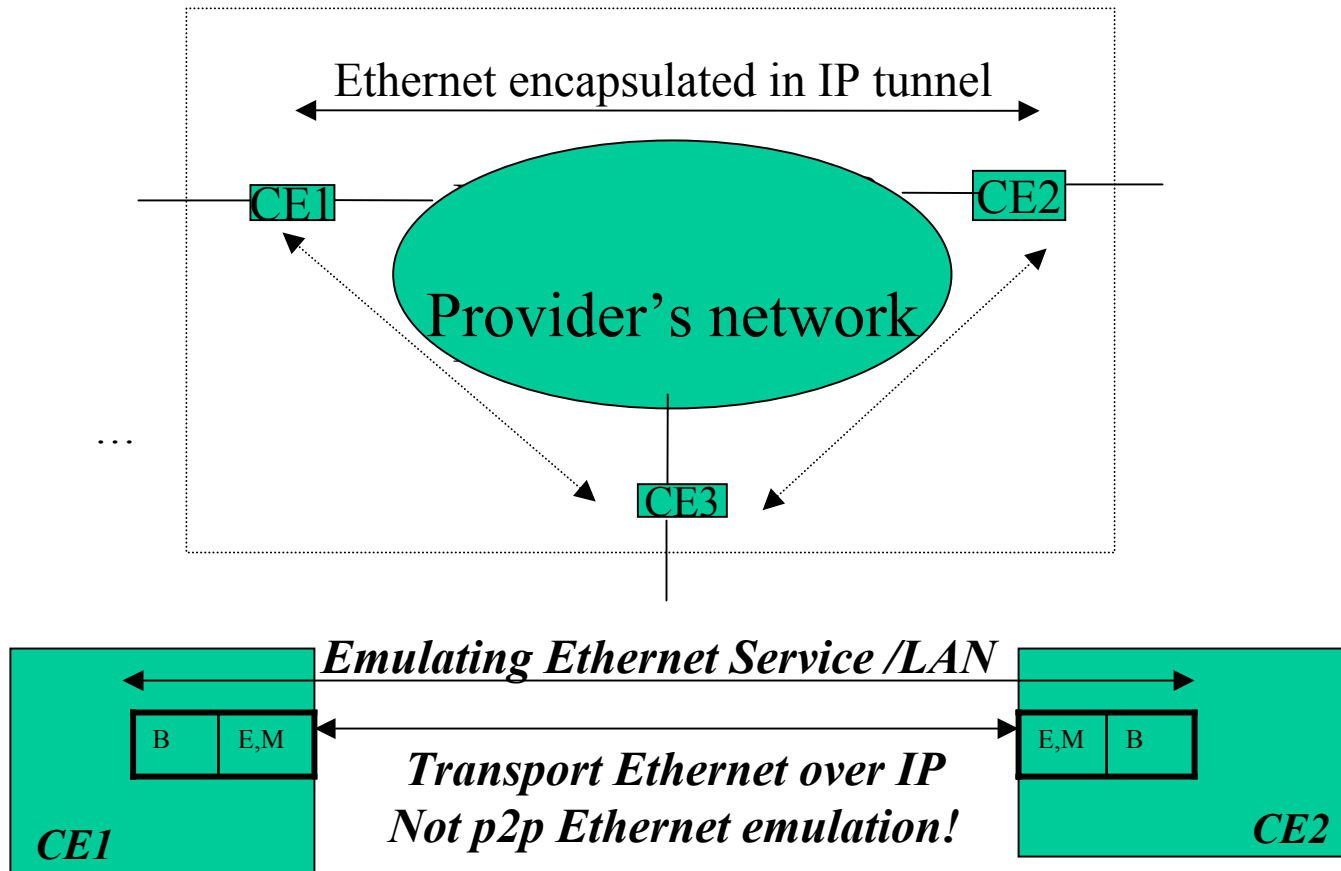 Ethernet encapsulated in IP tunnel
CE1
CE2
Provider’s network
…
CE3
Emulating Ethernet Service /LAN
B
E,M
E,M
B
Transport Ethernet over IP
Not p2p Ethernet emulation!
CE1
CE2